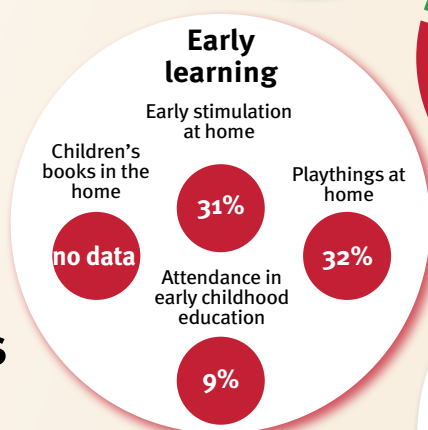 Early
learning
Early stimulation
at home
31%
Children's
books in the
home
no data
Playthings at
home
32%
Attendance in
early childhood
education
9%
s